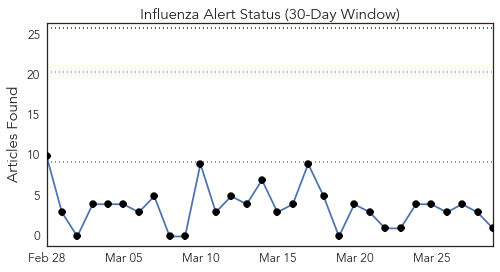 Influenza Alert Status (30-Day Window)
Articles Found
25
20
15
10
5
0
Feb 28
Mar 05
Mar 10
Mar 15
Mar 20
Mar 25